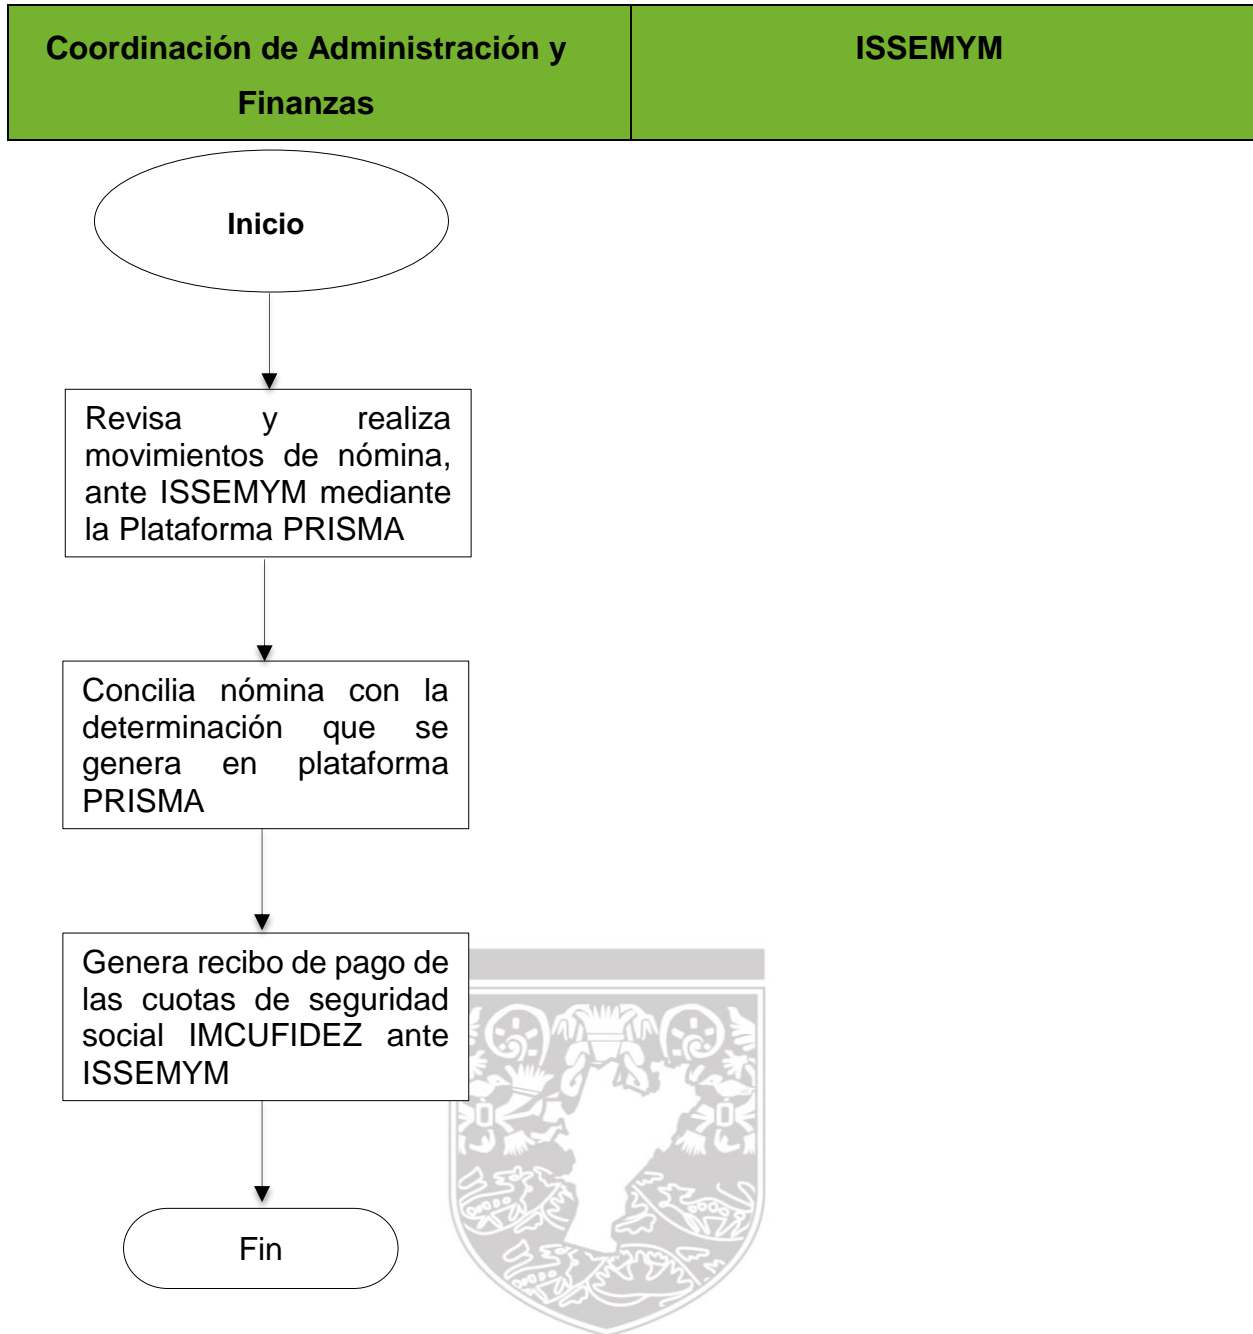 Coordinación de Administración y
Finanzas
ISSEMYM
Inicio
Revisa y realiza
movimientos de nómina,
ante ISSEMYM mediante
la Plataforma PRISMA
Concilia nómina con la
determinación que se
genera en plataforma
PRISMA
Genera recibo de pago de
las cuotas de seguridad
social IMCUFIDEZ ante
ISSEMYM
Fin